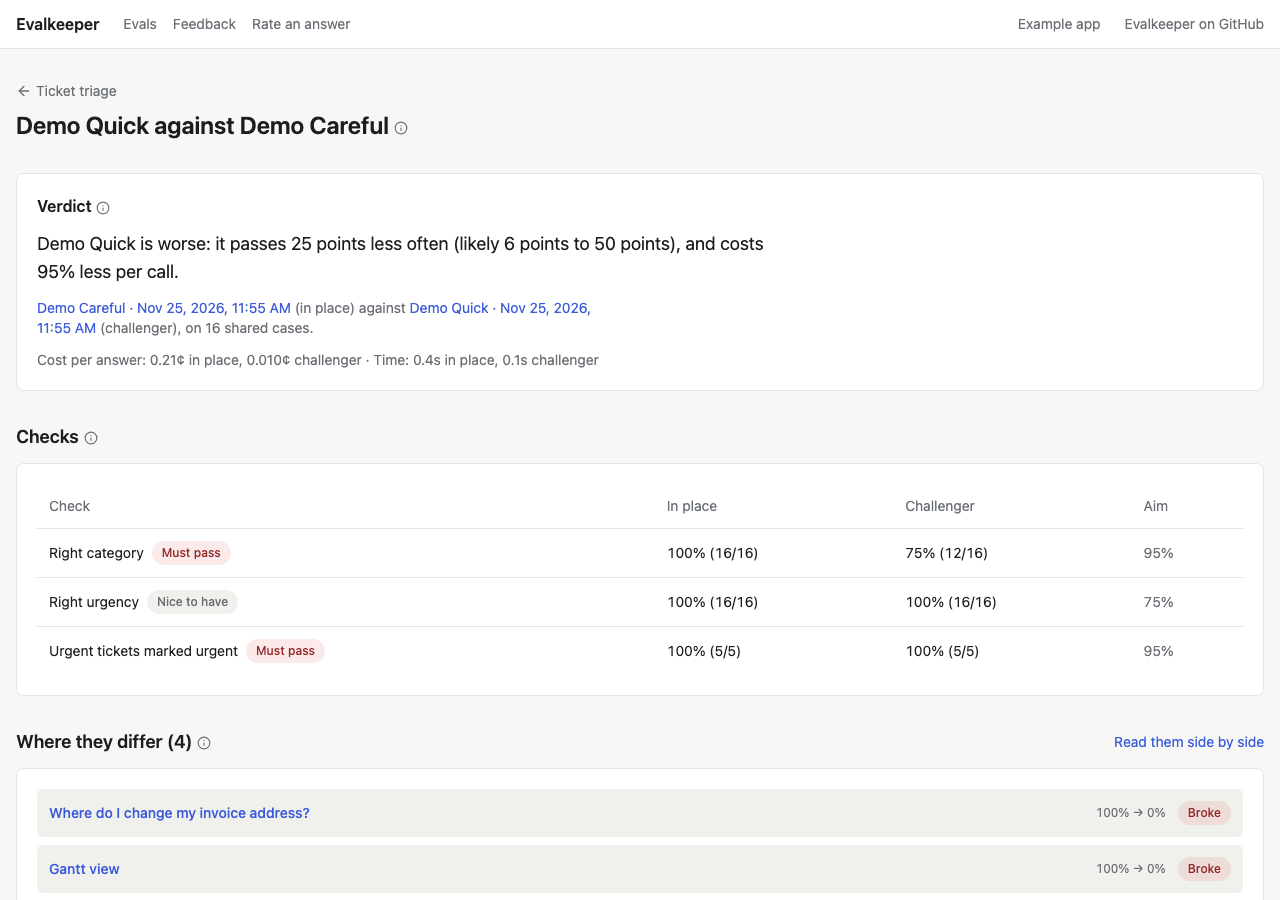 Evalkeeper
Evals
Feedback
Rate an answer
Example app
Evalkeeper on GitHub
← Ticket triage
Demo Quick against Demo Careful
Verdict
Demo Quick is worse: it passes 25 points less often (likely 6 points to 50 points), and costs
95% less per call.
Demo Careful · Nov 25, 2026, 11:55 AM (in place) against Demo Quick · Nov 25, 2026,
11:55 AM (challenger), on 16 shared cases.
Cost per answer: 0.21¢ in place, 0.010¢ challenger · Time: 0.4s in place, 0.1s challenger
Checks
Check In place Challenger Aim
Right category Must pass 100% (16/16) 75% (12/16) 95%
Right urgency Nice to have 100% (16/16) 100% (16/16) 75%
Urgent tickets marked urgent Must pass 100% (5/5) 100% (5/5) 95%
Where they differ (4)
Read them side by side
Where do I change my invoice address? 100% → 0% Broke
Gantt view 100% → 0% Broke